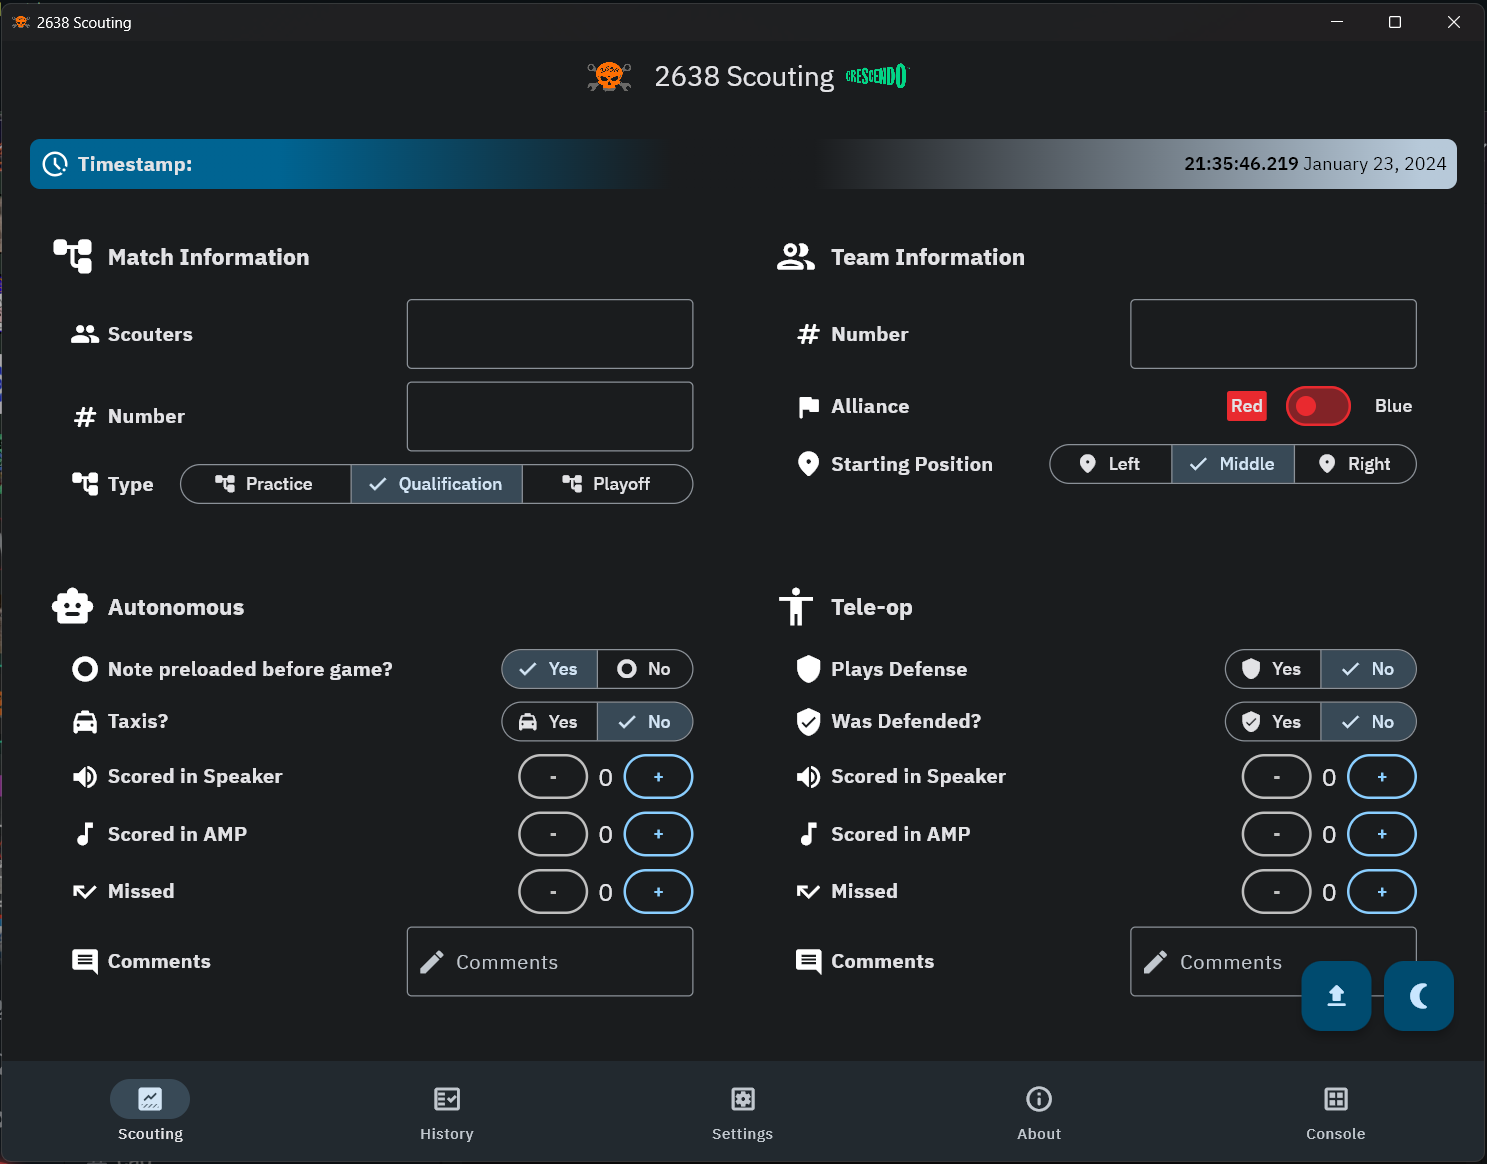 2638 Scouting
2638 Scouting CRESCENDO
Timestamp:
21:35:46.219 January 23, 2024
Match Information
Scouters
Number
Type
Practice
Qualification
Playoff
Team Information
Number
Alliance
Red
Blue
Starting Position
Left
Middle
Right
Autonomous
Note preloaded before game?
Yes
No
Taxis?
Yes
No
Scored in Speaker
-
0
+
Scored in AMP
-
0
+
Missed
-
0
+
Comments
Comments
Tele-op
Plays Defense
Yes
No
Was Defended?
Yes
No
Scored in Speaker
-
0
+
Scored in AMP
-
0
+
Missed
-
0
+
Comments
Comments
Scouting
History
Settings
About
Console